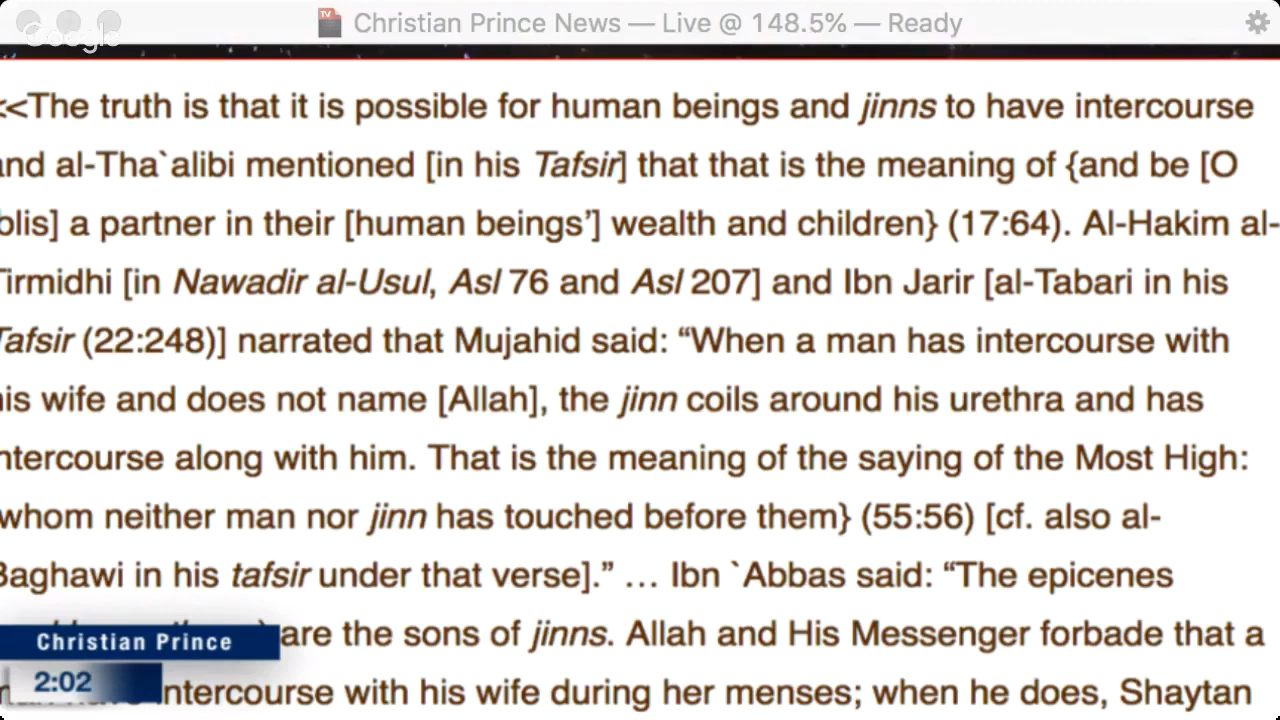 Google
TV
Christian Prince News — Live @ 148.5% — Ready
<<The truth is that it is possible for human beings and jinns to have intercourse
and al-Tha`alibi mentioned [in his Tafsir] that that is the meaning of {and be [O
blis] a partner in their [human beings’] wealth and children} (17:64). Al-Hakim al-
Tirmidhi [in Nawadir al-Usul, Asl 76 and Asl 207] and Ibn Jarir [al-Tabari in his
Tafsir (22:248)] narrated that Mujahid said: “When a man has intercourse with
his wife and does not name [Allah], the jinn coils around his urethra and has
ntercourse along with him. That is the meaning of the saying of the Most High:
whom neither man nor jinn has touched before them} (55:56) [cf. also al-
Baghawi in his tafsir under that verse].” … Ibn `Abbas said: “The epicenes
are the sons of jinns. Allah and His Messenger forbade that a
Christian Prince
ntercourse with his wife during her menses; when he does, Shaytan
2:02